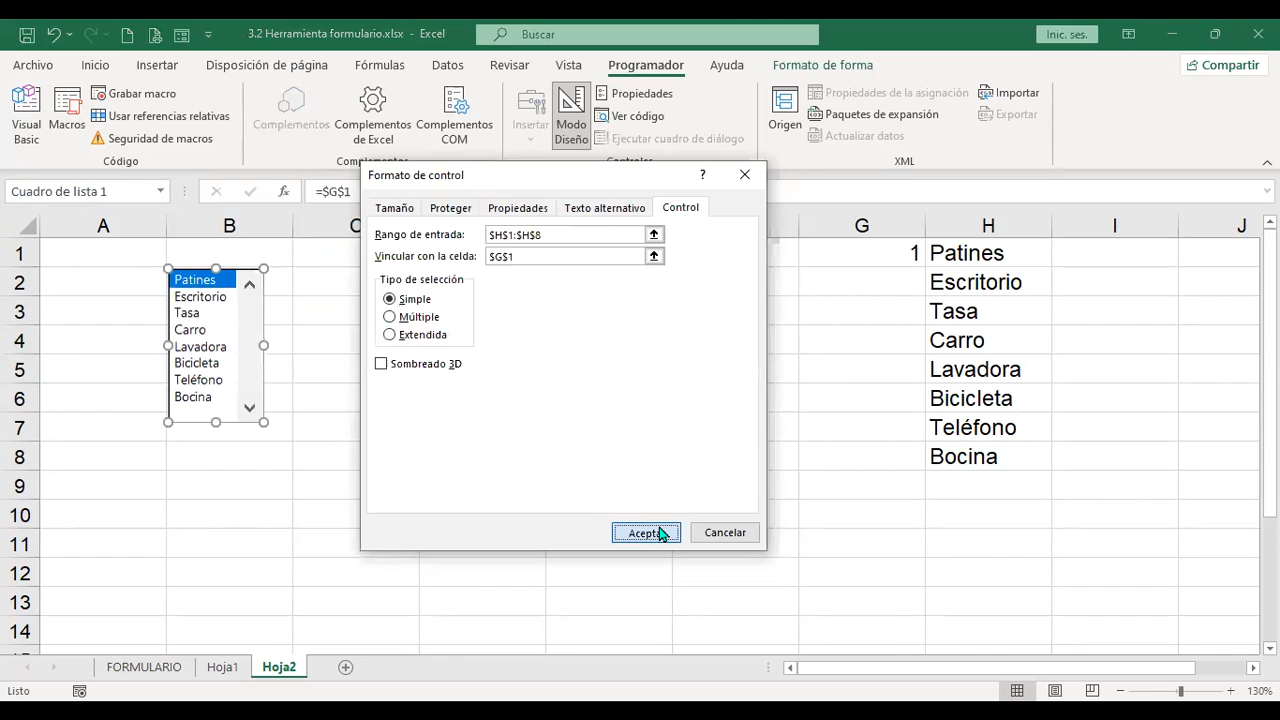 3.2 Herramienta formulario.xlsx - Excel
Buscar
Inic. ses.
Archivo Inicio Insertar Disposición de página Fórmulas Datos Revisar Vista Programador Ayuda Formato de forma Compartir
Visual Basic
Macros
Grabar macro
Usar referencias relativas
Seguridad de macros
Código
Complementos
Complementos de Excel
Complementos COM
Insertar
Modo Diseño
Propiedades
Ver código
Ejecutar cuadro de diálogo
Origen
Propiedades de la asignación
Paquetes de expansión
Actualizar datos
Importar
Exportar
XML
Cuadro de lista 1
fx =$G$1
A B C G H I J
Formato de control ?
Tamaño Proteger Propiedades Texto alternativo Control
Rango de entrada: $H$1:$H$8
Vincular con la celda: $G$1
Tipo de selección
Simple
Múltiple
Extendida
Sombreado 3D
Cancelar
Patines
Escritorio
Tasa
Carro
Lavadora
Bicicleta
Teléfono
Bocina
1 1 Patines
2 Escritorio
3 Tasa
4 Carro
5 Lavadora
6 Bicicleta
7 Teléfono
8 Bocina
9
10
11
12
13
14
FORMULARIO Hoja1 Hoja2
Listo
130%